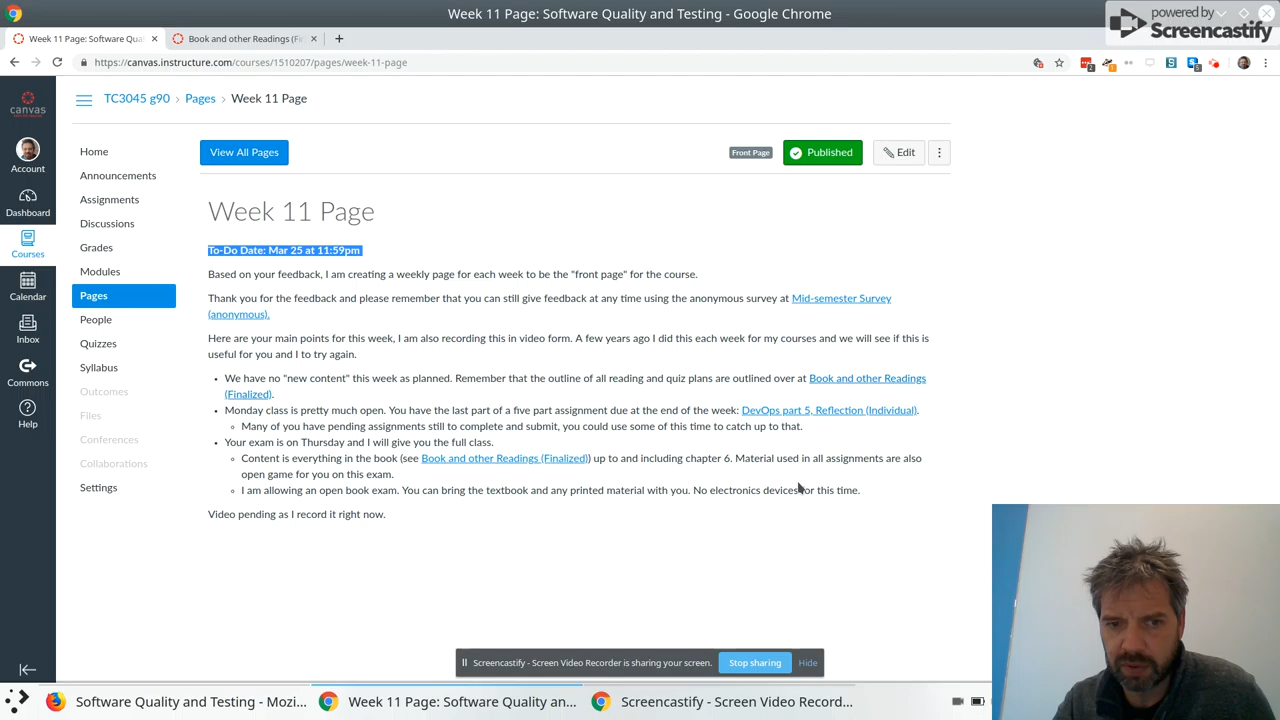 Week 11 Page: Software Quality and Testing - Google Chrome
powered by
Screencastify
Week 11 Page: Software Qua
Book and other Readings (Fi
https://canvas.instructure.com/courses/1510207/pages/week-11-page
canvas
TC3045 g90 › Pages › Week 11 Page
Account
Dashboard
Courses
Calendar
Inbox
Commons
Help
Home
Announcements
Assignments
Discussions
Grades
Modules
Pages
People
Quizzes
Syllabus
Outcomes
Files
Conferences
Collaborations
Settings
View All Pages
Front Page
Published
Edit
Week 11 Page
To-Do Date: Mar 25 at 11:59pm
Based on your feedback, I am creating a weekly page for each week to be the "front page" for the course.
Thank you for the feedback and please remember that you can still give feedback at any time using the anonymous survey at Mid-semester Survey
(anonymous).
Here are your main points for this week, I am also recording this in video form. A few years ago I did this each week for my courses and we will see if this is
useful for you and I to try again.
• We have no "new content" this week as planned. Remember that the outline of all reading and quiz plans are outlined over at Book and other Readings
(Finalized).
• Monday class is pretty much open. You have the last part of a five part assignment due at the end of the week: DevOps part 5, Reflection (Individual).
Many of you have pending assignments still to complete and submit, you could use some of this time to catch up to that.
• Your exam is on Thursday and I will give you the full class.
Content is everything in the book (see Book and other Readings (Finalized)) up to and including chapter 6. Material used in all assignments are also
open game for you on this exam.
I am allowing an open book exam. You can bring the textbook and any printed material with you. No electronics devices for this time.
Video pending as I record it right now.
Screencastify - Screen Video Recorder is sharing your screen.
Stop sharing
Hide
Software Quality and Testing - Mozi...
Week 11 Page: Software Quality an...
Screencastify - Screen Video Record...